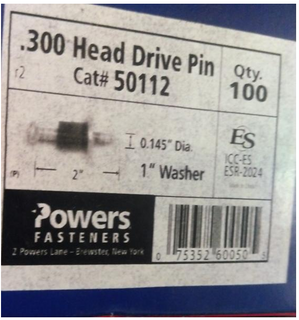 .300 Head Drive Pin
Cat# 50112
Qty.
100
r2
0.145" Dia.
2"
1" Washer
ES
ICC-ES
ESR-2024
Powers
FASTENERS
2 Powers Lane - Brewster, New York
0 75352 60050